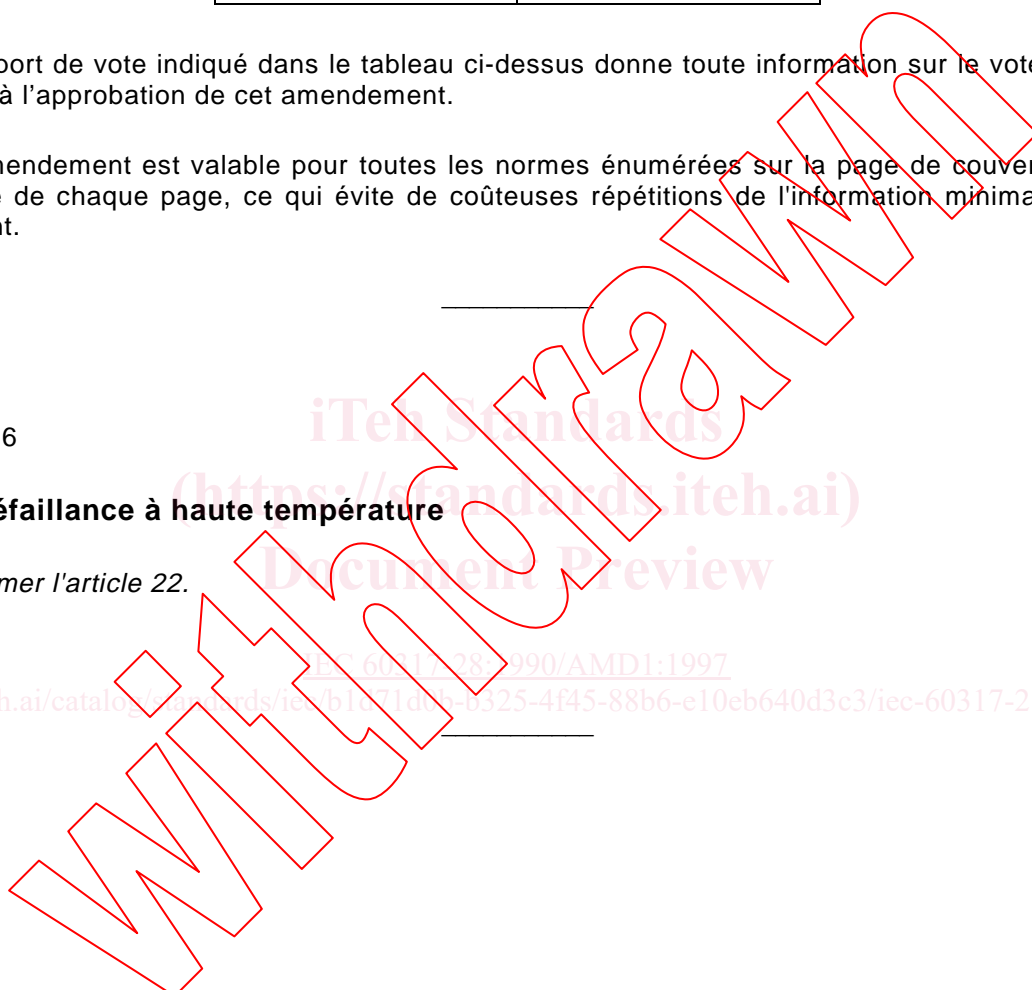 port de vote indiqué dans le tableau ci-dessus donne toute information sur le vote
à l’approbation de cet amendement.
mendement est valable pour toutes les normes énumérées sur la page de couver
e de chaque page, ce qui évite de coûteuses répétitions de l'information minima
nt.
iTeh Standards
6
(https://standards.iteh.ai)
éfaillance à haute température
Document Preview
mer l'article 22.
IEC 60317-28:1990/AMD1:1997
h.ai/catalog/standards/iec/b1d71d0b-b325-4f45-88b6-e10eb640d3c3/iec-60317-2
withdrawn